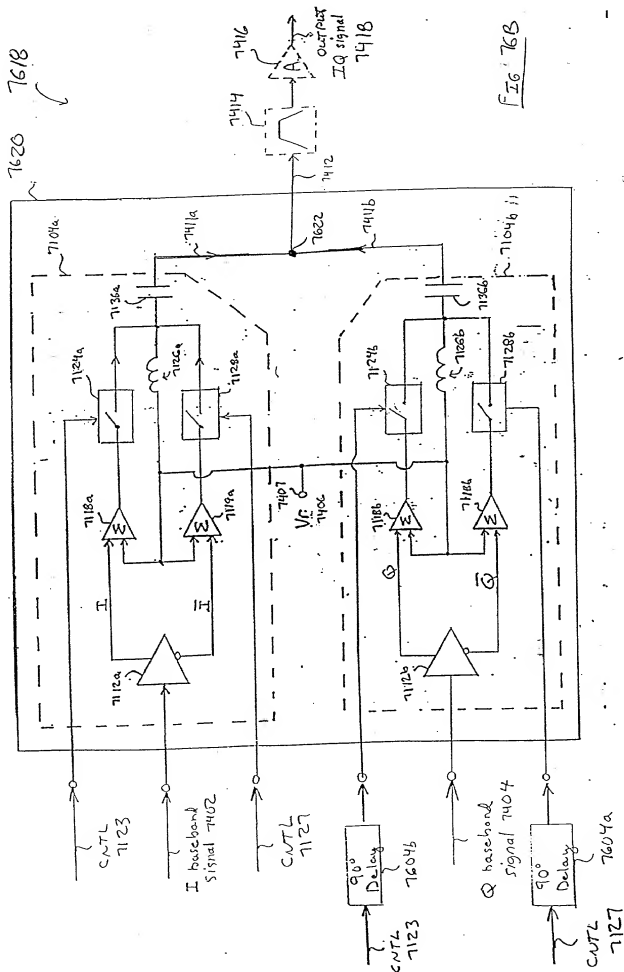 7618
7620
7104a
7411a
7136a
7124a
7126a
7128a
7118a
7119a
I
I̅
7112a
CNTL
7123
I baseband
signal 7402
CNTL
7127
7622
7412
7414
7416
A
OUTPUT
IQ signal
7418
Vr
7407
7406
7411b
7104b
7136b
7124b
7126b
7128b
7118b
7118b
Σ
Σ
Σ
Σ
Q
Q̅
7112b
90°
Delay
7604b
CNTL
7123
Q baseband
signal 7404
90°
Delay
7604a
CNTL
7127
FIG 76B